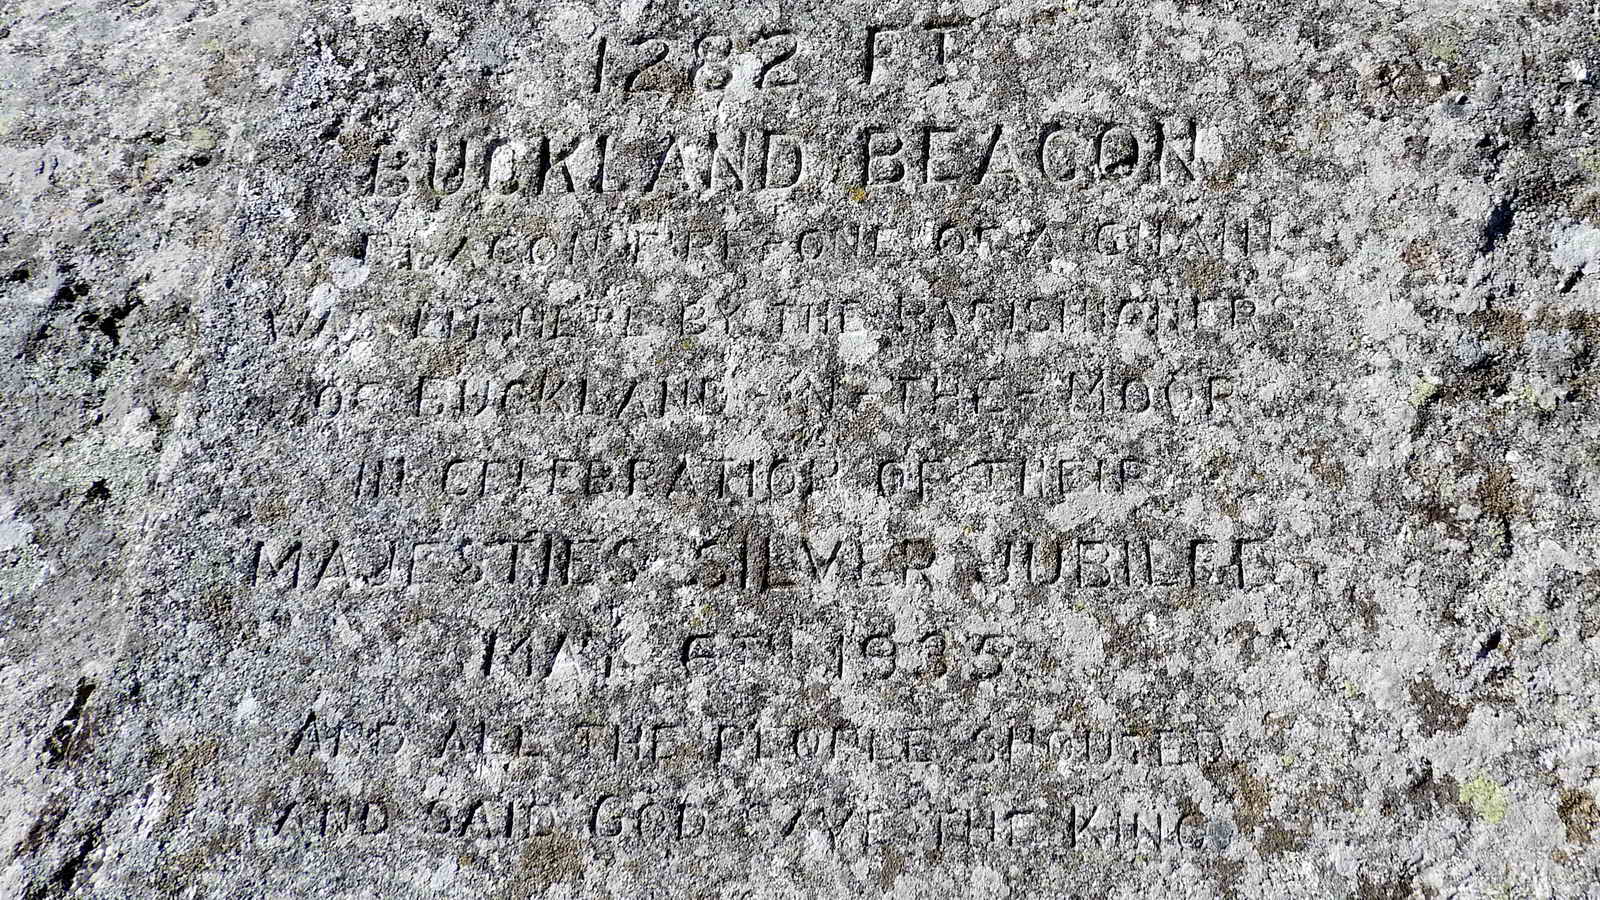 1282 FT
BUCKLAND BEACON
A BEACON FIRE - ONE OF A CHAIN
WAS LIT HERE BY THE PARISHIONERS
OF BUCKLAND-IN-THE-MOOR
IN CELEBRATION OF THEIR
MAJESTIES SILVER JUBILEE
MAY 6TH 1935
AND ALL THE PEOPLE SHOUTED
AND SAID GOD SAVE THE KING